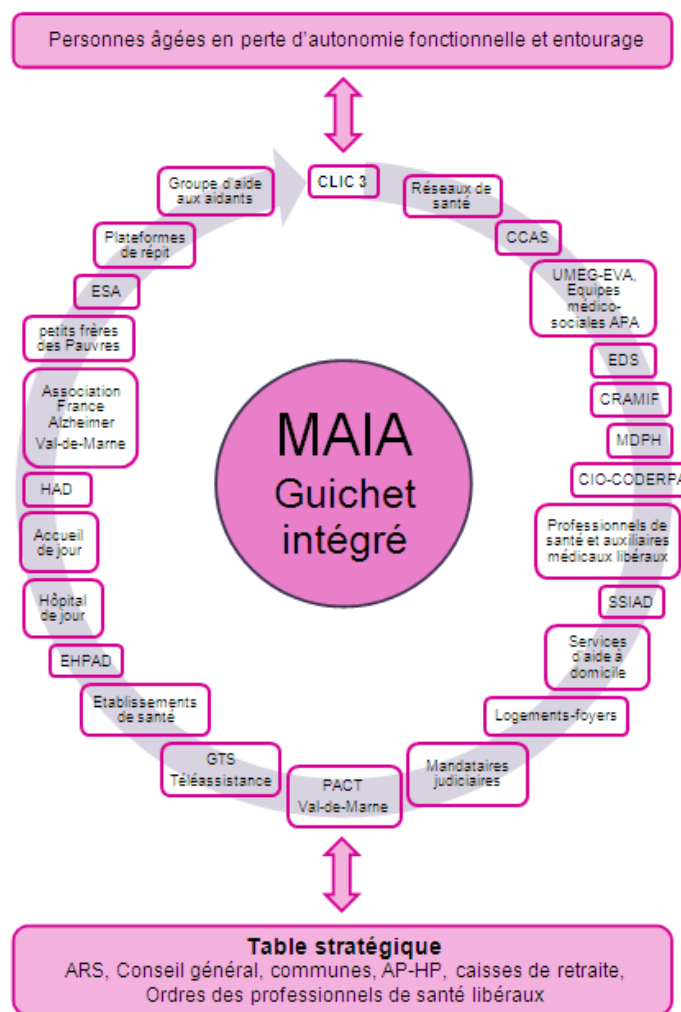 Personnes âgées en perte d'autonomie fonctionnelle et entourage
CLIC 3
Réseaux de
santé
CCAS
UMEG-EVA,
Equipes
médico-
sociales APA
EDS
CRAMIF
MDPH
CIO-CODERPA
Professionnels de
santé et auxiliaires
médicaux libéraux
SSIAD
Services
d'aide à
domicile
Logements-foyers
Mandataires
judiciaires
PACT
Val-de-Marne
GTS
Téléassistance
Etablissements
de santé
EHPAD
Hôpital
de jour
Accueil
de jour
HAD
Association
France
Alzheimer
Val-de-Marne
petits frères
des Pauvres
ESA
Plateformes
de répit
Groupe d'aide
aux aidants
MAIA
Guichet
intégré
Table stratégique
ARS, Conseil général, communes, AP-HP, caisses de retraite,
Ordres des professionnels de santé libéraux